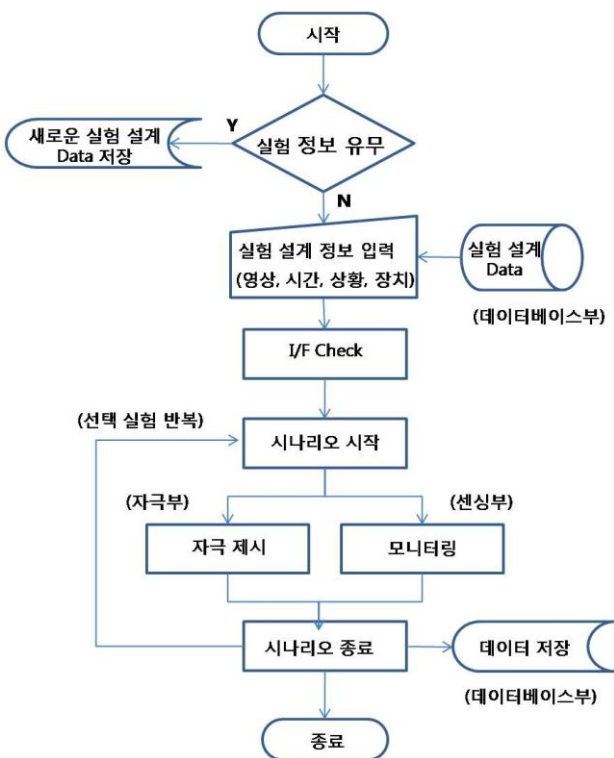 시작
Y
새로운 실험 설계
Data 저장
실험 정보 유무
N
실험 설계 정보 입력
(영상, 시간, 상황, 장치)
실험 설계
Data
(데이터베이스부)
I/F Check
(선택 실험 반복)
시나리오 시작
(자극부)
(센싱부)
자극 제시
모니터링
시나리오 종료
데이터 저장
(데이터베이스부)
종료